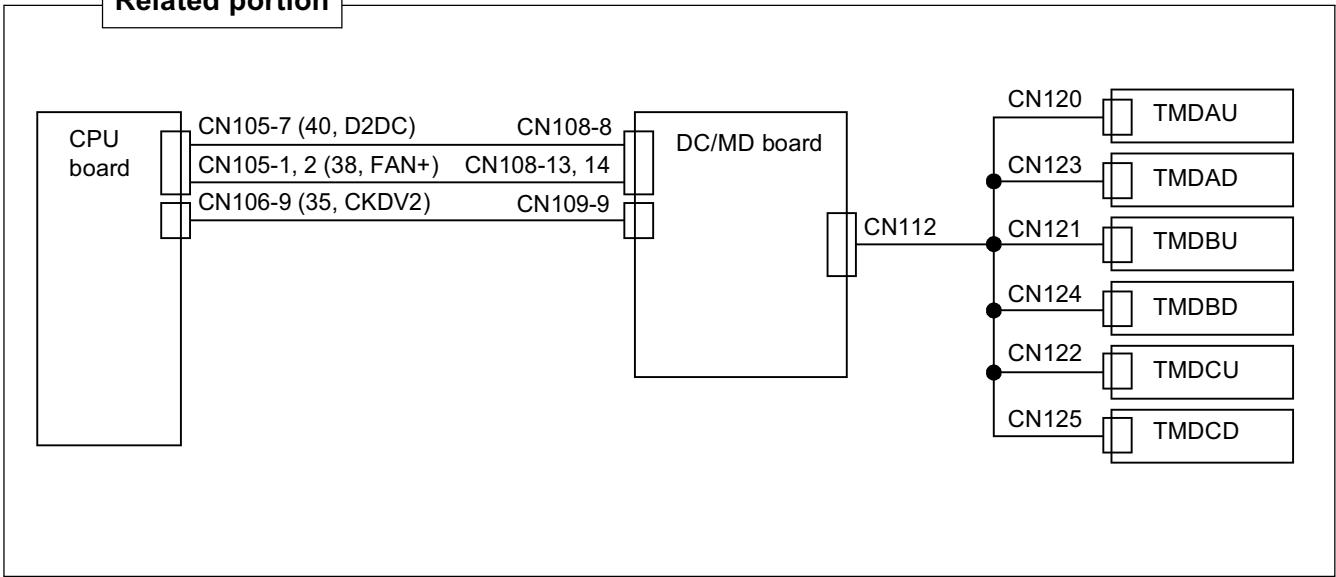 Related portion
CPU
board
CN105-7 (40, D2DC)
CN108-8
CN105-1, 2 (38, FAN+)
CN108-13, 14
CN106-9 (35, CKDV2)
CN109-9
DC/MD board
CN112
CN120
TMDAU
CN123
TMDAD
CN121
TMDBU
CN124
TMDBD
CN122
TMDCU
CN125
TMDCD